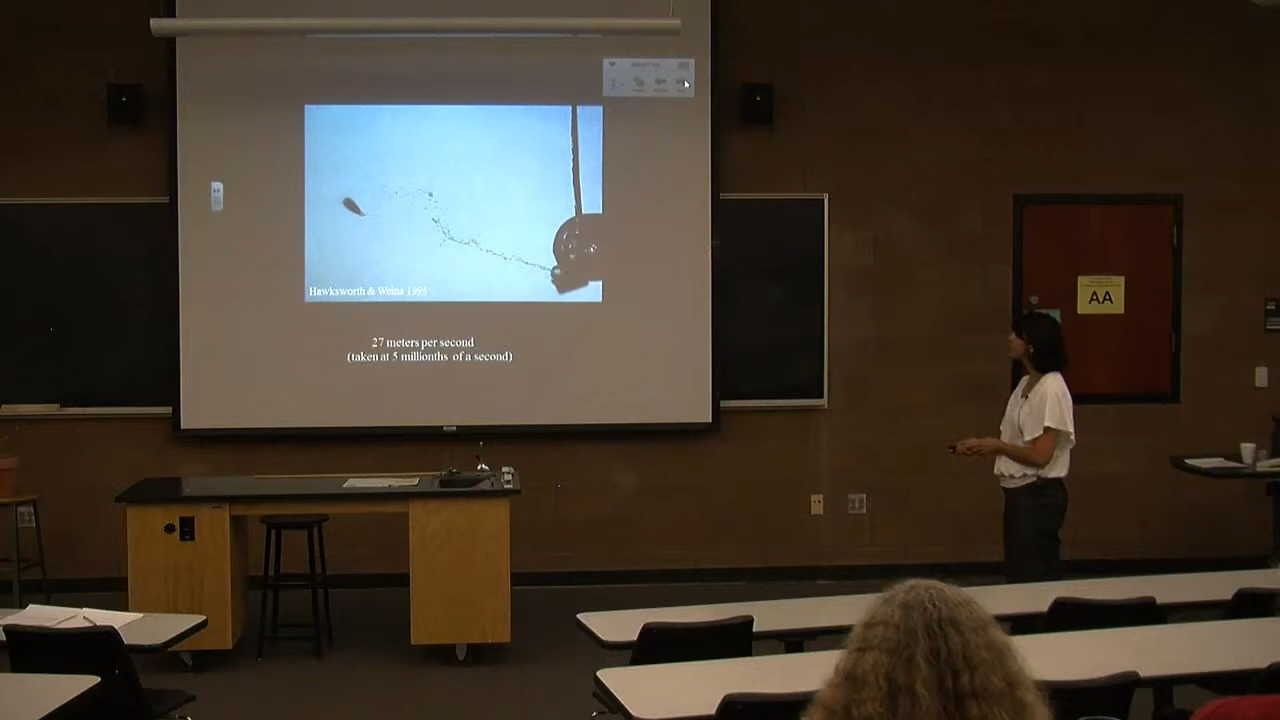 Hawksworth & Weins 1995
27 meters per second
(taken at 5 millionths of a second)
AA